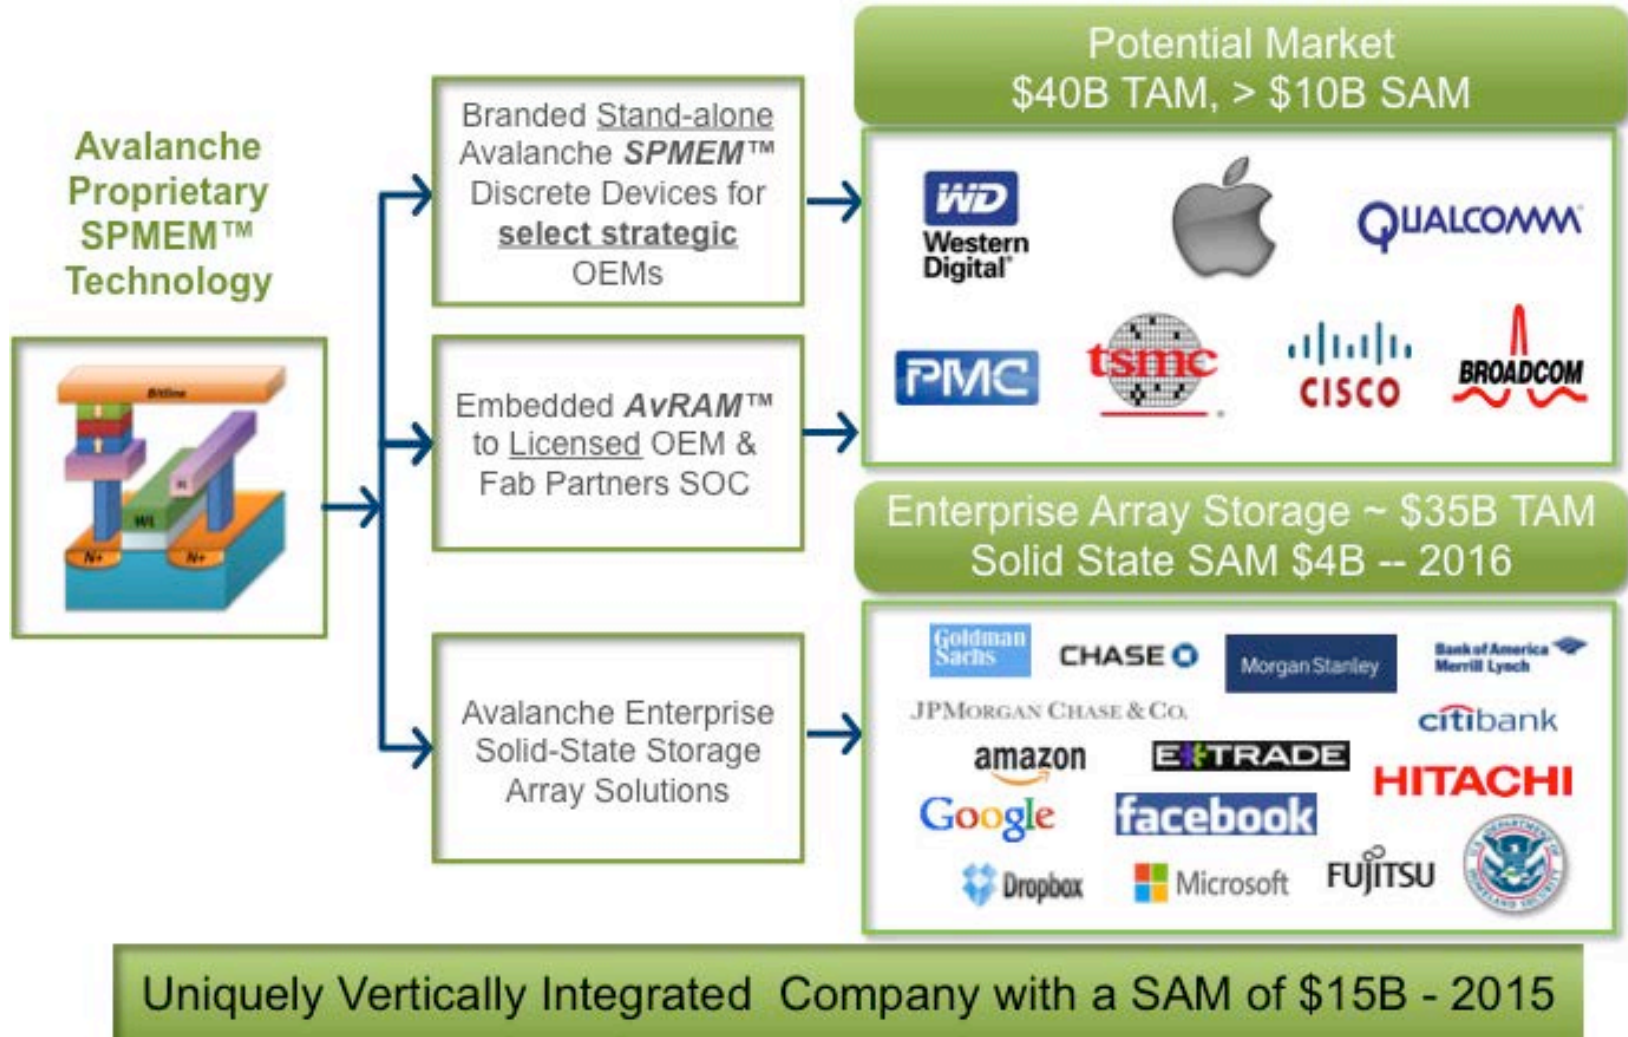 Avalanche
Proprietary
SPMEM™
Technology
Bitline
WL
N+
N+
Branded Stand-alone
Avalanche SPMEM™
Discrete Devices for
select strategic
OEMs
Embedded AvRAM™
to Licensed OEM &
Fab Partners SOC
Avalanche Enterprise
Solid-State Storage
Array Solutions
Potential Market
$40B TAM, > $10B SAM
WD
Western
Digital®
QUALCOMM®
PMC
tsmc
CISCO
BROADCOM
Enterprise Array Storage ~ $35B TAM
Solid State SAM $4B -- 2016
Goldman
Sachs
CHASE
Morgan Stanley
Bank of America
Merrill Lynch
JPMORGAN CHASE & CO.
citibank
amazon
E*TRADE
HITACHI
Google
facebook
Dropbox
Microsoft
FUJITSU
U.S. DEPARTMENT OF
HOMELAND SECURITY
Uniquely Vertically Integrated  Company with a SAM of $15B - 2015